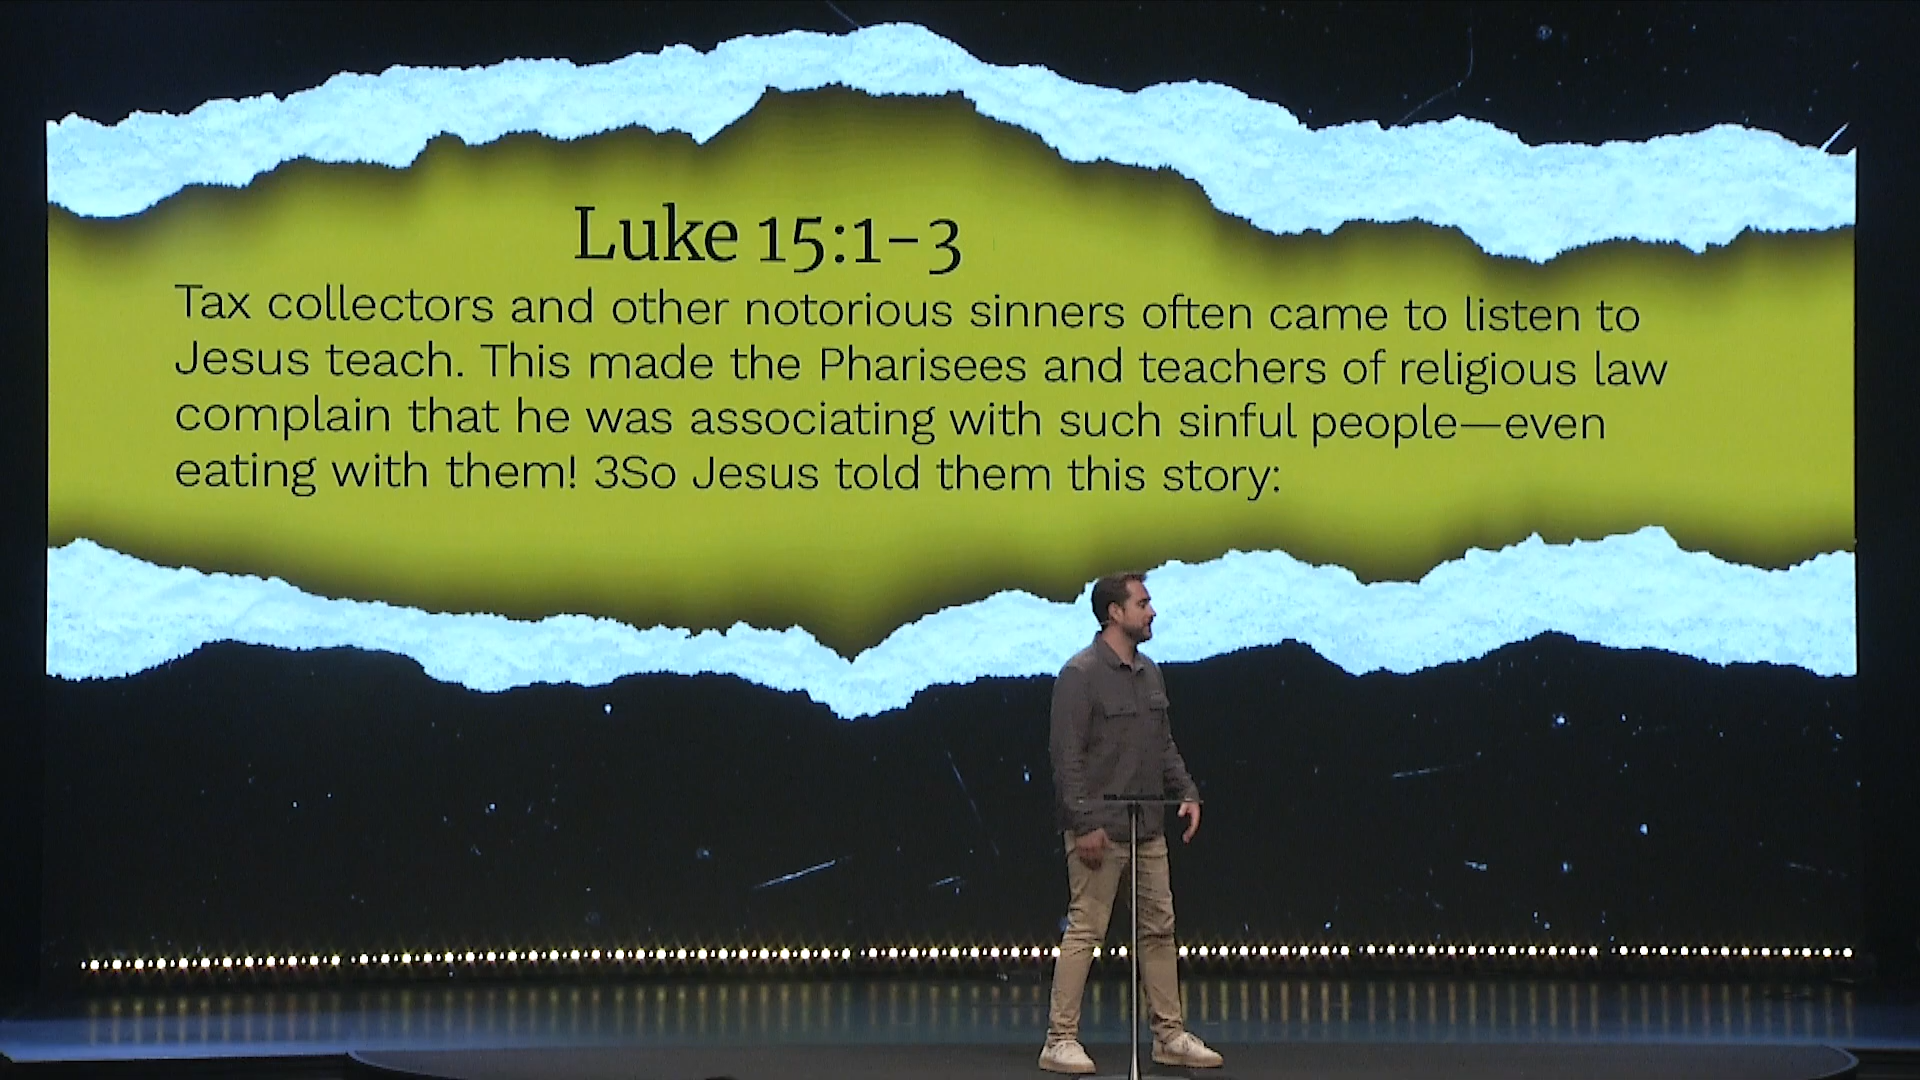 Luke 15:1–3
Tax collectors and other notorious sinners often came to listen to
Jesus teach. This made the Pharisees and teachers of religious law
complain that he was associating with such sinful people—even
eating with them! 3So Jesus told them this story: